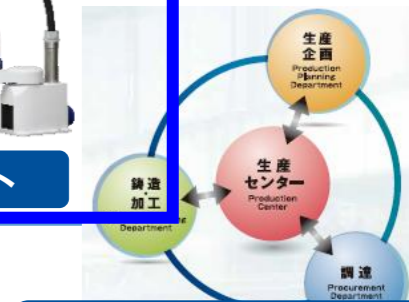 生産
企画
Production
Planning
Department
生産
センター
Production
Center
鋳造
加工
Department
調達
Procurement
Department